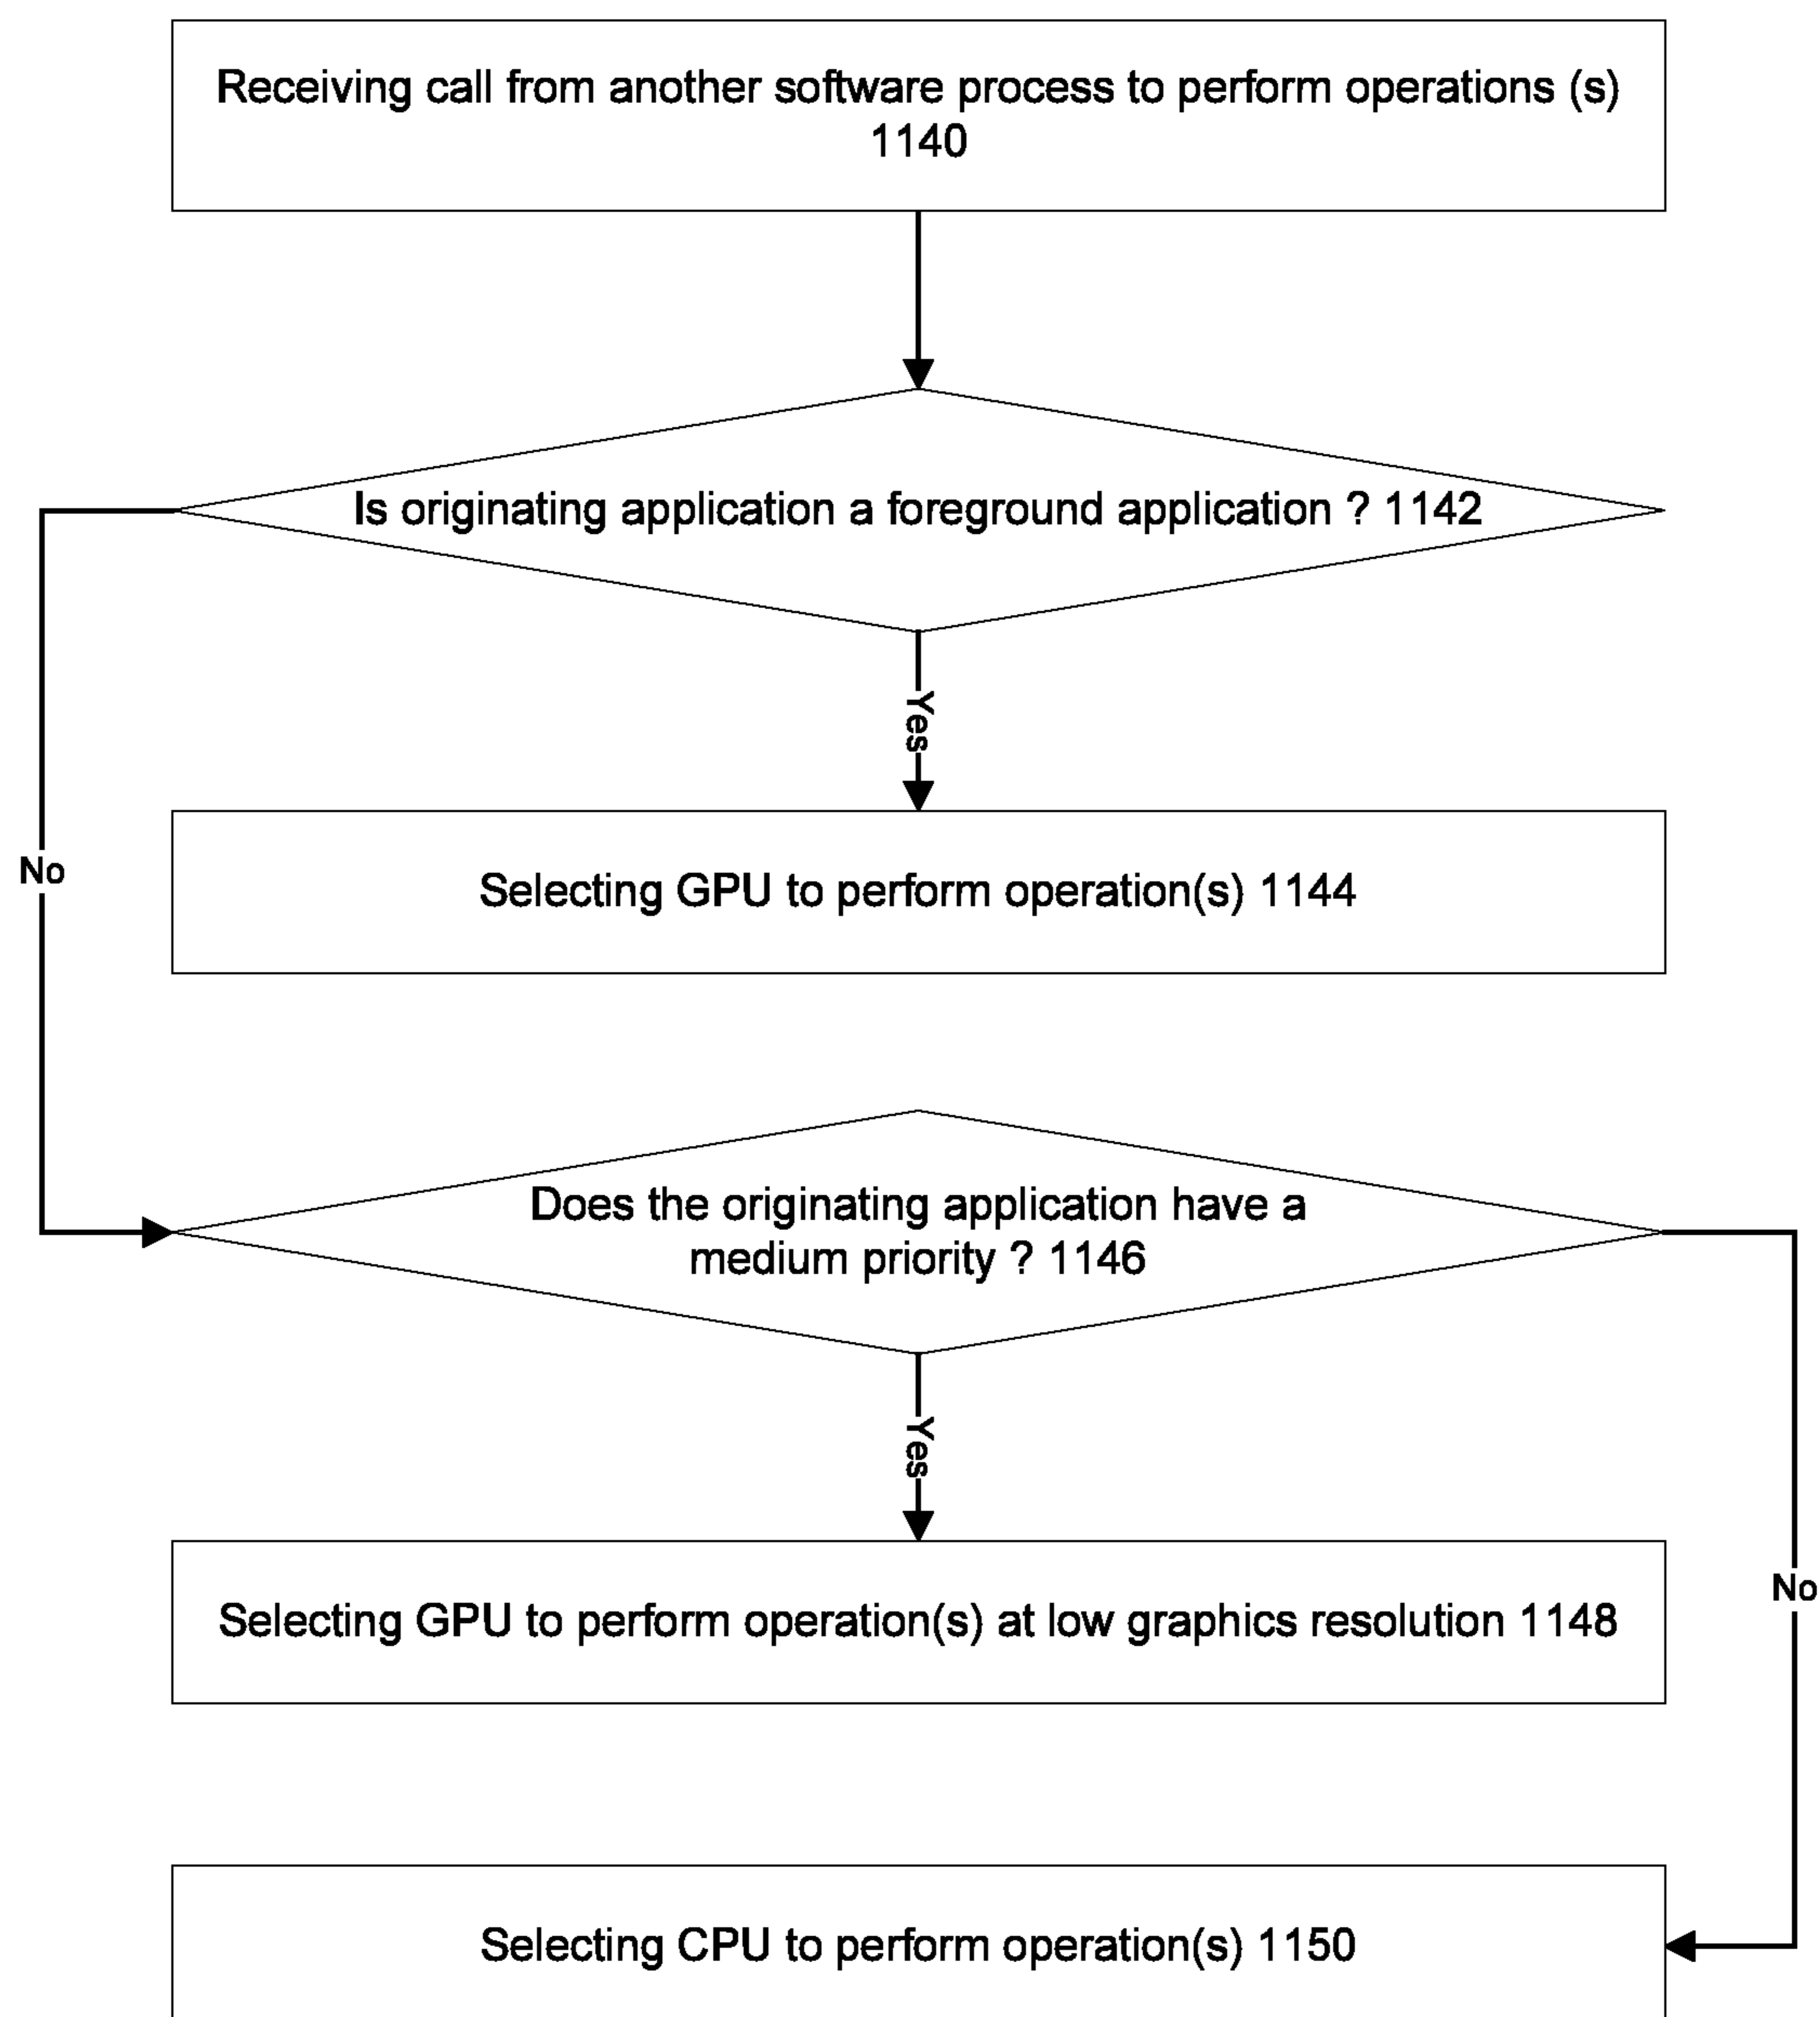 Receiving call from another software process to perform operations (s)
1140
Is originating application a foreground application ? 1142
Yes
No
Selecting GPU to perform operation(s) 1144
Does the originating application have a
medium priority ? 1146
Yes
No
Selecting GPU to perform operation(s) at low graphics resolution 1148
Selecting CPU to perform operation(s) 1150